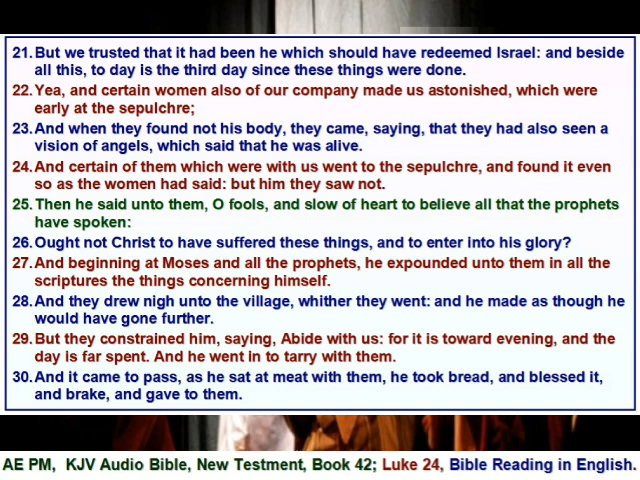 21. But we trusted that it had been he which should have redeemed Israel: and beside
all this, to day is the third day since these things were done.
22. Yea, and certain women also of our company made us astonished, which were
early at the sepulchre;
23. And when they found not his body, they came, saying, that they had also seen a
vision of angels, which said that he was alive.
24. And certain of them which were with us went to the sepulchre, and found it even
so as the women had said: but him they saw not.
25. Then he said unto them, O fools, and slow of heart to believe all that the prophets
have spoken:
26. Ought not Christ to have suffered these things, and to enter into his glory?
27. And beginning at Moses and all the prophets, he expounded unto them in all the
scriptures the things concerning himself.
28. And they drew nigh unto the village, whither they went: and he made as though he
would have gone further.
29. But they constrained him, saying, Abide with us: for it is toward evening, and the
day is far spent. And he went in to tarry with them.
30. And it came to pass, as he sat at meat with them, he took bread, and blessed it,
and brake, and gave to them.
AE PM, KJV Audio Bible, New Testment, Book 42; Luke 24, Bible Reading in English.